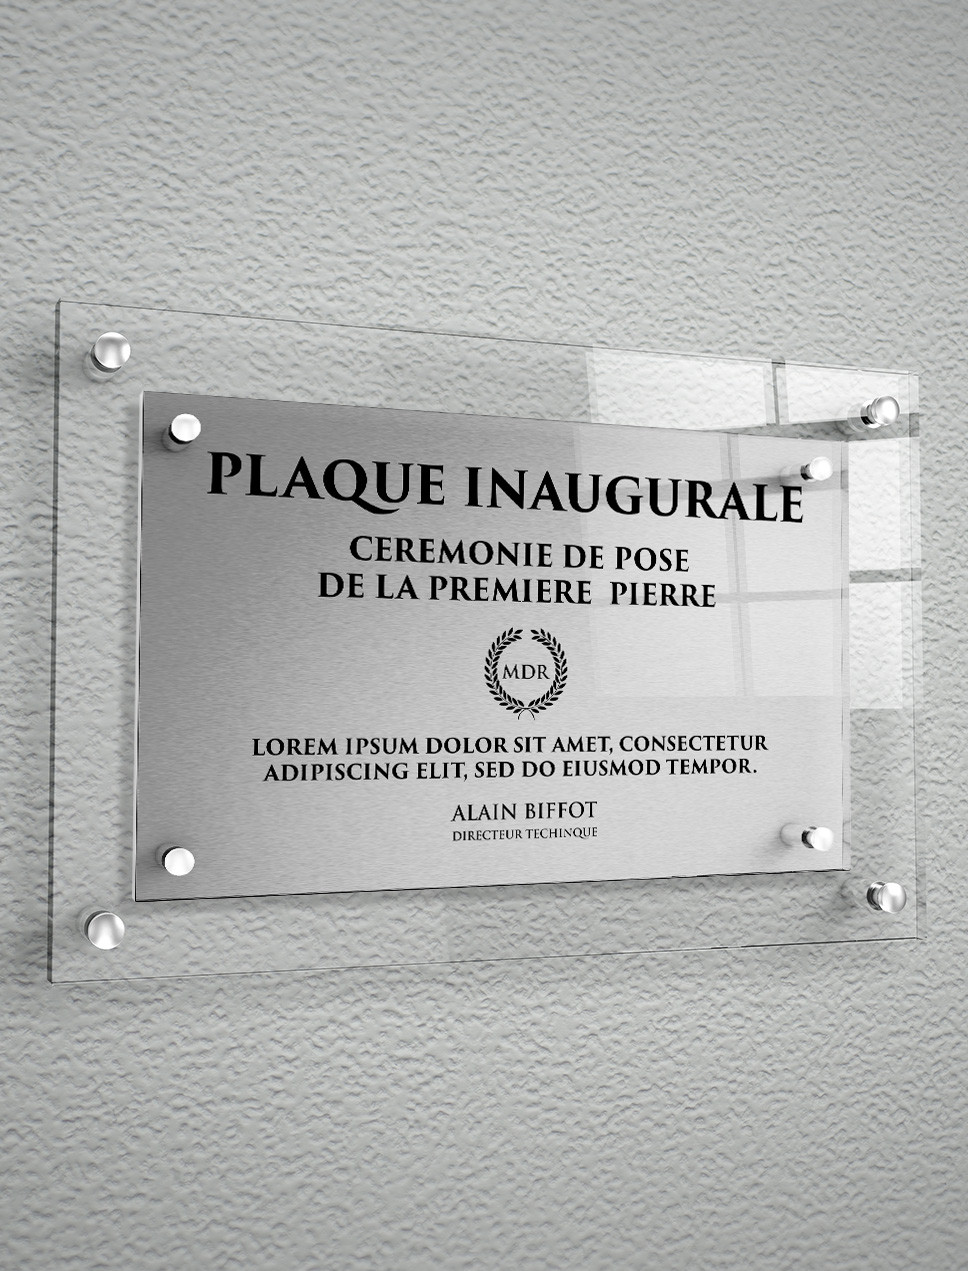 PLAQUE INAUGURALE
CEREMONIE DE POSE
DE LA PREMIERE PIERRE
MDR
LOREM IPSUM DOLOR SIT AMET, CONSECTETUR
ADIPISCING ELIT, SED DO EIUSMOD TEMPOR.
ALAIN BIFFOT
DIRECTEUR TECHINQUE